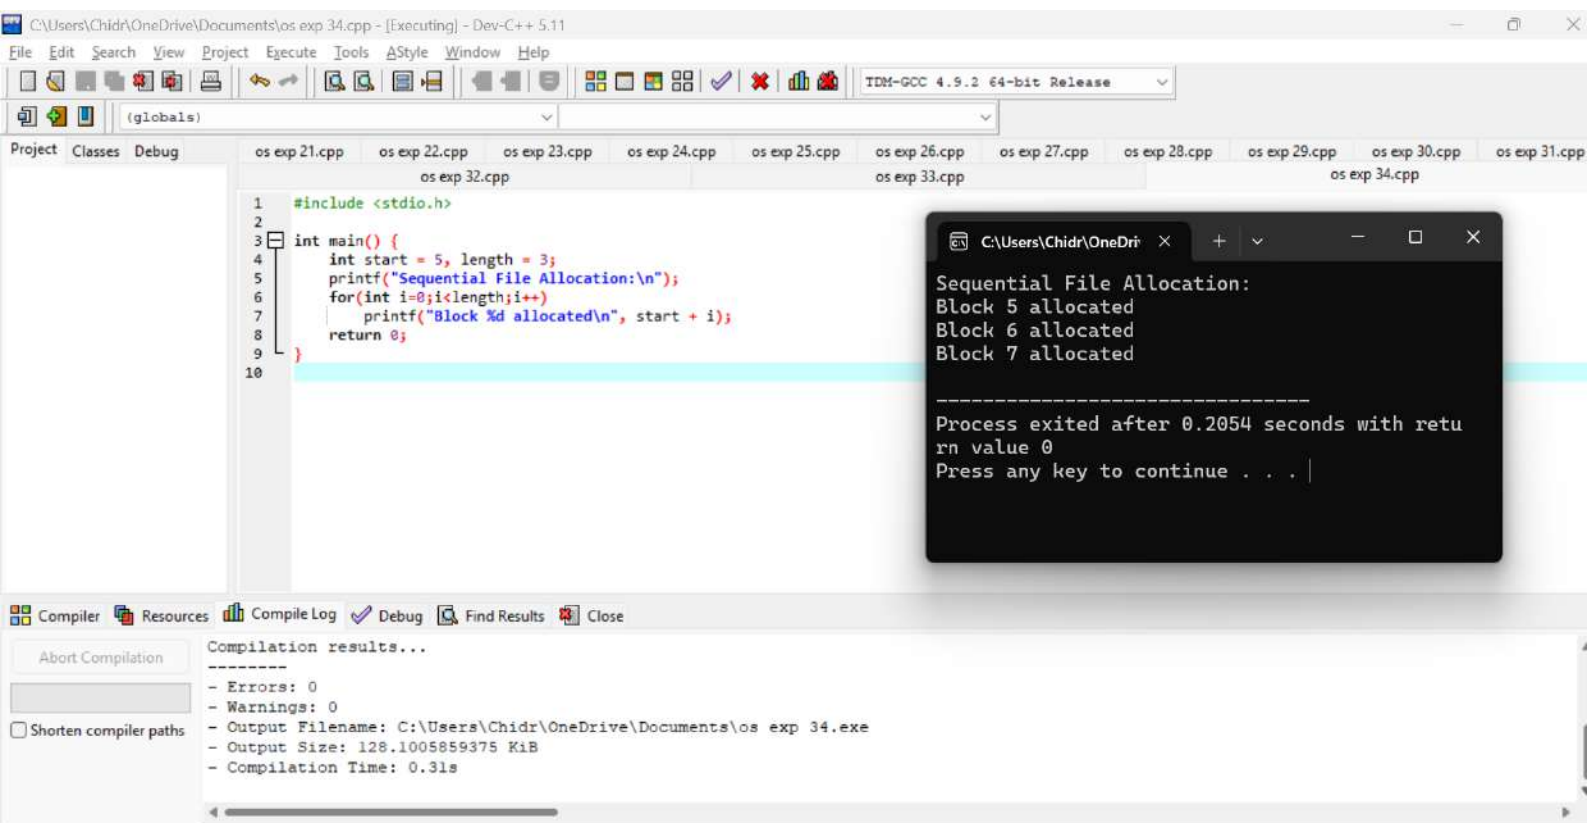 C:\Users\Chidr\OneDrive\Documents\os exp 34.cpp - [Executing] - Dev-C++ 5.11
File Edit Search View Project Execute Tools AStyle Window Help
TDM-GCC 4.9.2 64-bit Release
(globals)
Project Classes Debug
os exp 21.cpp os exp 22.cpp os exp 23.cpp os exp 24.cpp os exp 25.cpp os exp 26.cpp os exp 27.cpp os exp 28.cpp os exp 29.cpp os exp 30.cpp os exp 31.cpp
os exp 32.cpp os exp 33.cpp os exp 34.cpp
1 #include <stdio.h>
2
3 int main() {
4 int start = 5, length = 3;
5 printf("Sequential File Allocation:\n");
6 for(int i=0;i<length;i++)
7 printf("Block %d allocated\n", start + i);
8 return 0;
9 }
10
C:\Users\Chidr\OneDri
Sequential File Allocation:
Block 5 allocated
Block 6 allocated
Block 7 allocated
--------------------------------
Process exited after 0.2054 seconds with retu
rn value 0
Press any key to continue . . .
Compiler Resources Compile Log Debug Find Results Close
Abort Compilation
Shorten compiler paths
Compilation results...
--------
- Errors: 0
- Warnings: 0
- Output Filename: C:\Users\Chidr\OneDrive\Documents\os exp 34.exe
- Output Size: 128.1005859375 KiB
- Compilation Time: 0.31s